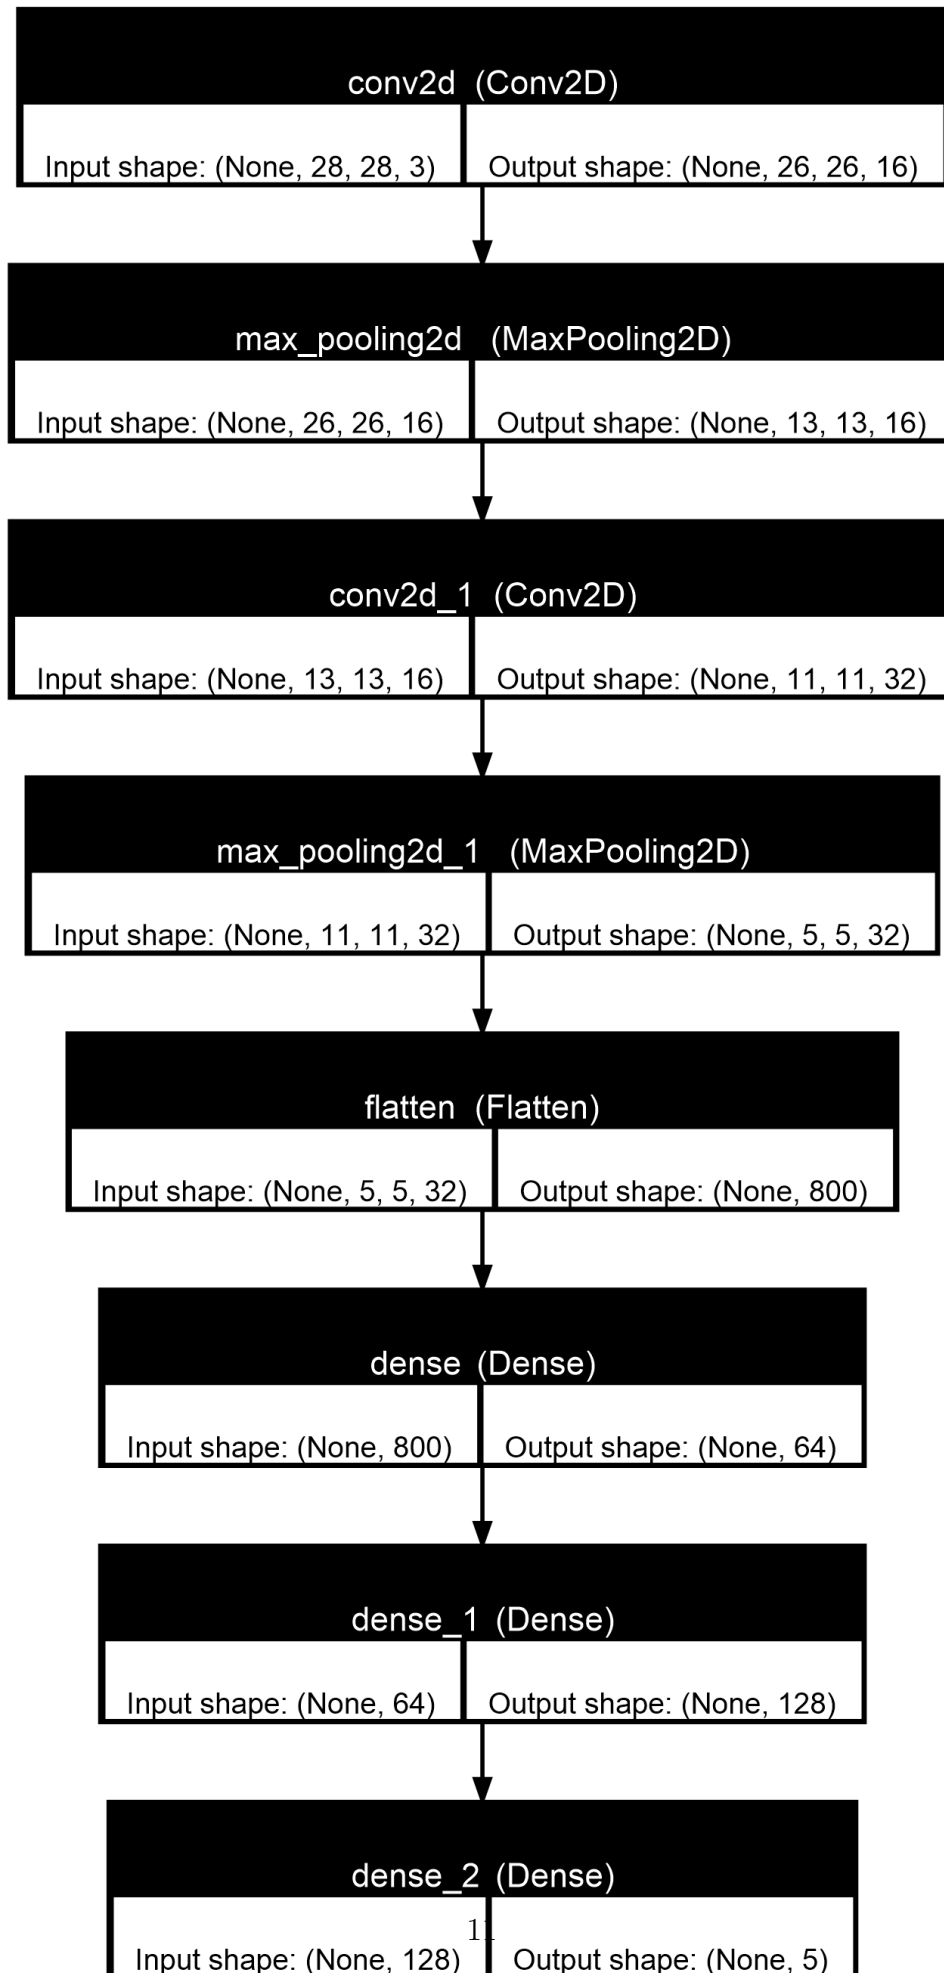 conv2d (Conv2D)
Input shape: (None, 28, 28, 3) Output shape: (None, 26, 26, 16)
max_pooling2d (MaxPooling2D)
Input shape: (None, 26, 26, 16) Output shape: (None, 13, 13, 16)
conv2d_1 (Conv2D)
Input shape: (None, 13, 13, 16) Output shape: (None, 11, 11, 32)
max_pooling2d_1 (MaxPooling2D)
Input shape: (None, 11, 11, 32) Output shape: (None, 5, 5, 32)
flatten (Flatten)
Input shape: (None, 5, 5, 32) Output shape: (None, 800)
dense (Dense)
Input shape: (None, 800) Output shape: (None, 64)
dense_1 (Dense)
Input shape: (None, 64) Output shape: (None, 128)
dense_2 (Dense)
11
Input shape: (None, 128) Output shape: (None, 5)